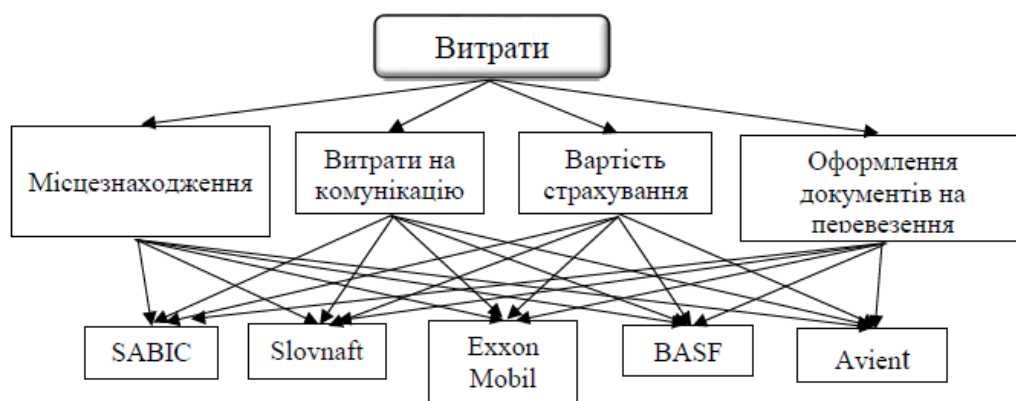 Витрати
Місцезнаходження
Витрати на
комунікацію
Вартість
страхування
Оформлення
документів на
перевезення
SABIC
Slovnaft
Exxon
Mobil
BASF
Avient